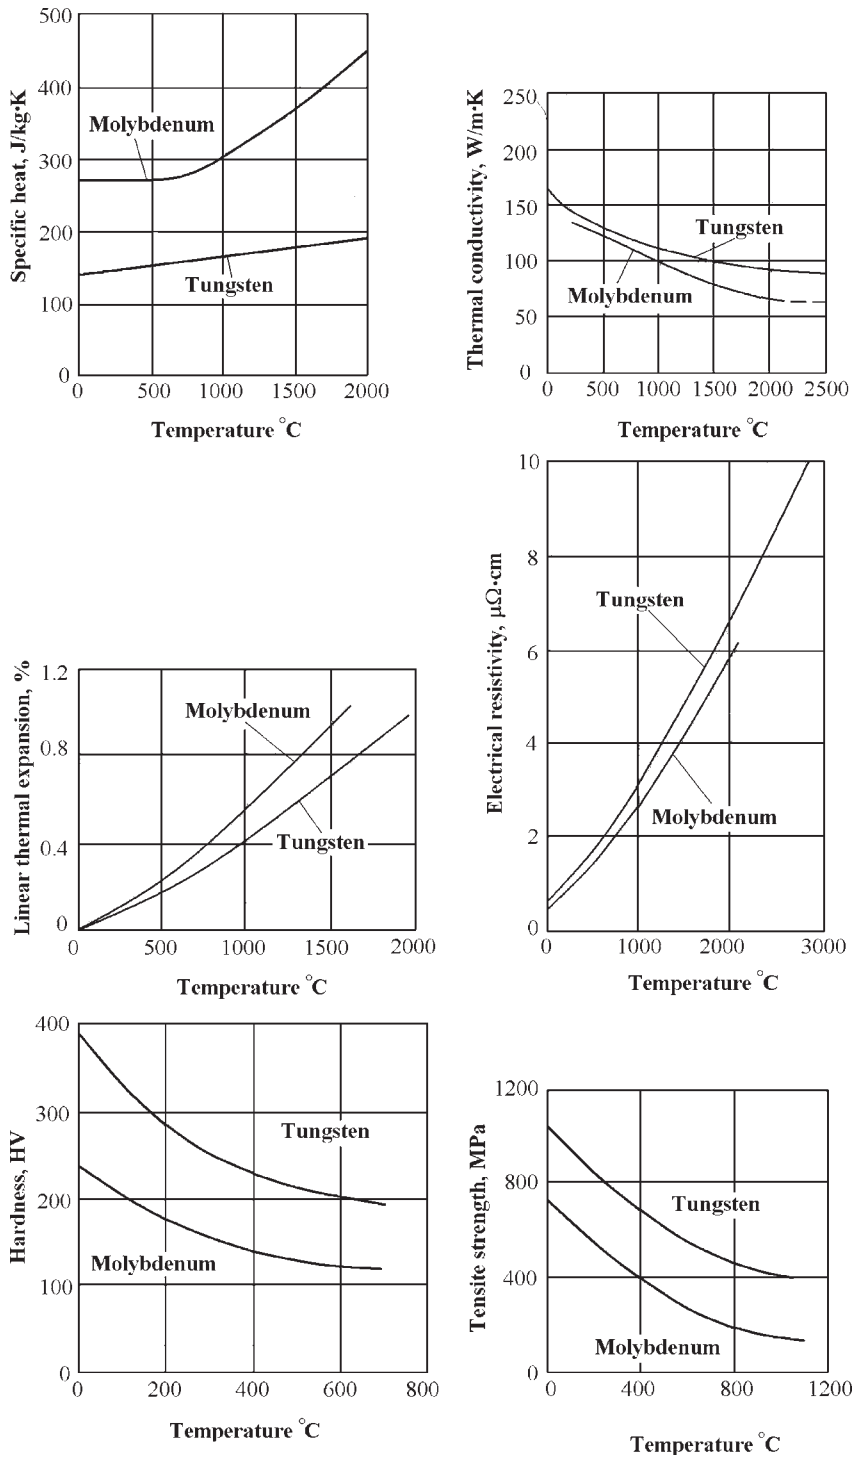 500
400
300
200
100
0
Specific heat, J/kg·K
Molybdenum
Tungsten
0 500 1000 1500 2000
Temperature °C
250
200
150
100
50
0
Thermal conductivity, W/m·K
Tungsten
Molybdenum
0 500 1000 1500 2000 2500
Temperature °C
1.2
0.8
0.4
0
Linear thermal expansion, %
Molybdenum
Tungsten
0 500 1000 1500 2000
Temperature °C
10
8
6
4
2
0
Electrical resistivity, μΩ·cm
Tungsten
Molybdenum
0 1000 2000 3000
Temperature °C
400
300
200
100
0
Hardness, HV
Tungsten
Molybdenum
0 200 400 600 800
Temperature °C
1200
800
400
0
Tensite strength, MPa
Tungsten
Molybdenum
0 400 800 1200
Temperature °C